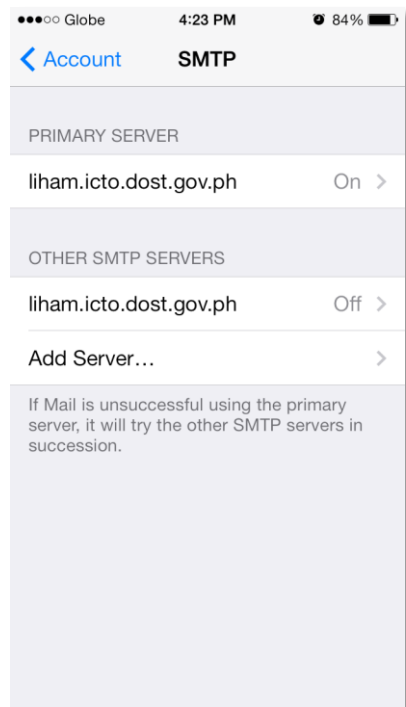 Globe 4:23 PM 84%
Account SMTP
PRIMARY SERVER
liham.icto.dost.gov.ph On
OTHER SMTP SERVERS
liham.icto.dost.gov.ph Off
Add Server...
If Mail is unsuccessful using the primary
server, it will try the other SMTP servers in
succession.